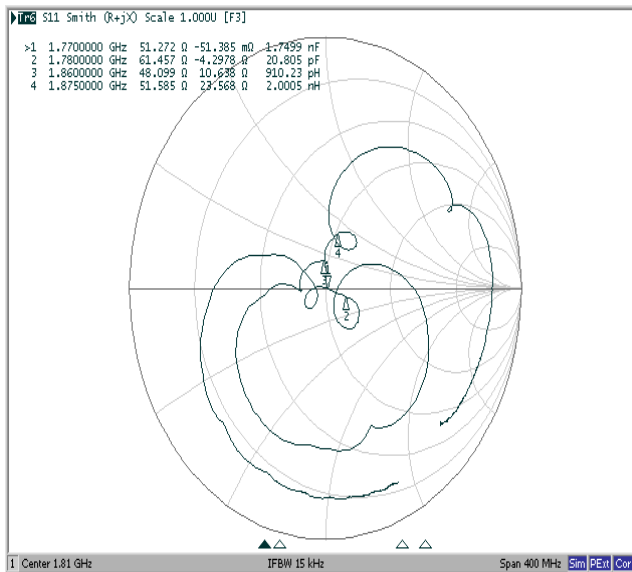 Tr6 S11 Smith (R+jX) Scale 1.000U [F3]
>1 1.7700000 GHz 51.272 Ω -51.385 mΩ 1.7499 nF
2 1.7800000 GHz 61.457 Ω -4.2978 Ω 20.805 pF
3 1.8600000 GHz 48.099 Ω 10.638 Ω 910.23 pH
4 1.8750000 GHz 51.585 Ω 23.568 Ω 2.0005 nH
4
1
3
2
1 Center 1.81 GHz IFBW 15 kHz Span 400 MHz Sim PExt Cor